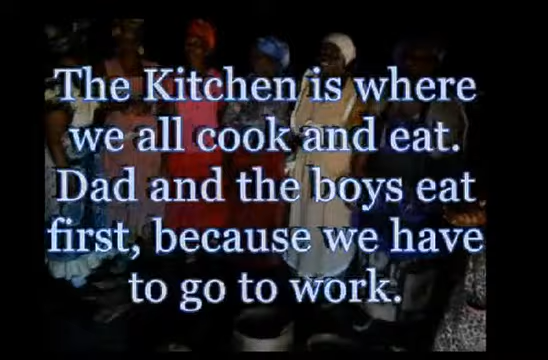 The Kitchen is where
we all cook and eat.
Dad and the boys eat
first, because we have
to go to work.